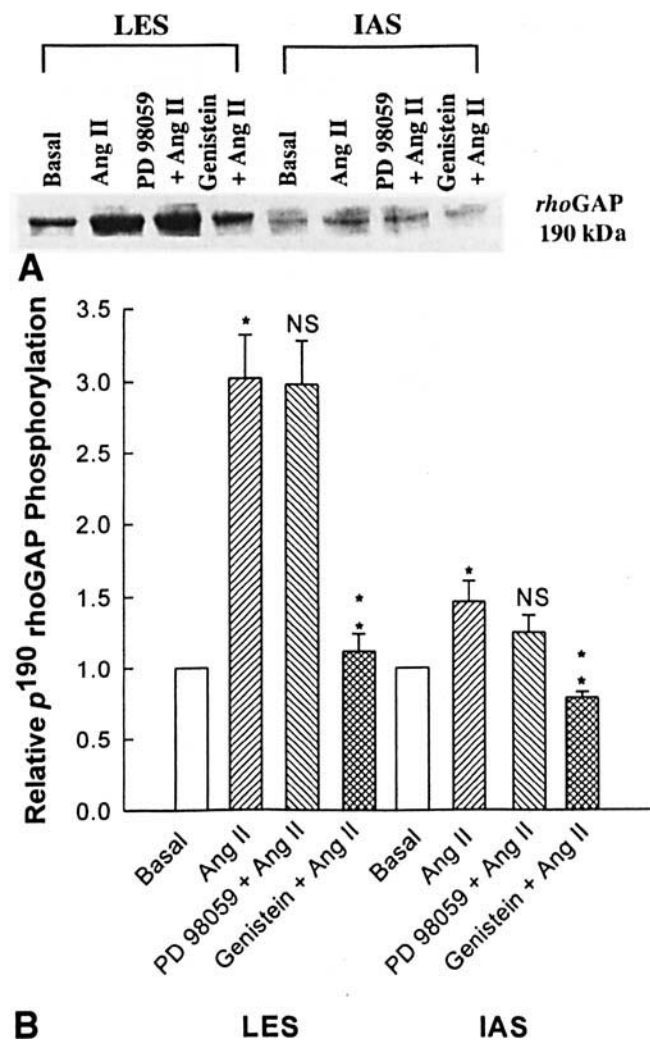 LES IAS
Basal
Ang II
PD 98059
+ Ang II
Genistein
+ Ang II
Basal
Ang II
PD 98059
+ Ang II
Genistein
+ Ang II
rhoGAP
190 kDa
A
Relative p190 rhoGAP Phosphorylation
3.5
3.0
2.5
2.0
1.5
1.0
0.5
0.0
*
NS
*
*
*
NS
*
*
Basal
Ang II
PD 98059 + Ang II
Genistein + Ang II
Basal
Ang II
PD 98059 + Ang II
Genistein + Ang II
B LES IAS